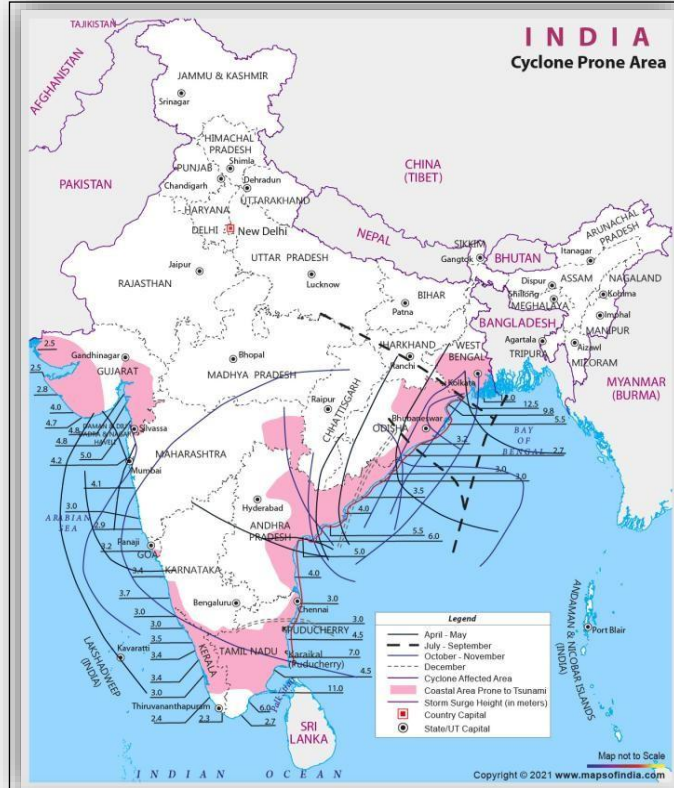 INDIA
Cyclone Prone Area
TAJIKISTAN
AFGHANISTAN
JAMMU & KASHMIR
Srinagar
HIMACHAL
PRADESH
Shimla
PUNJAB
Chandigarh
Dehradun
UTTARAKHAND
HARYANA
CHINA
(TIBET)
PAKISTAN
DELHI
New Delhi
NEPAL
SIKKIM
Gangtok
BHUTAN
ARUNACHAL
PRADESH
Itanagar
Jaipur
RAJASTHAN
UTTAR PRADESH
Lucknow
BIHAR
Patna
Dispur
ASSAM
NAGALAND
Shillong
Kohima
MEGHALAYA
Imphal
MANIPUR
BANGLADESH
Agartala
TRIPURA
Aizawl
MIZORAM
MYANMAR
(BURMA)
JHARKHAND
Ranchi
WEST
BENGAL
Kolkata
2.5
Gandhinagar
GUJARAT
Bhopal
MADHYA PRADESH
Raipur
CHHATTISGARH
Bhubaneswar
ODISHA
12.5
9.8
5.5
2.5
2.8
4.0
4.7
4.8
4.8
5.0
4.2
Silvassa
Mumbai
MAHARASHTRA
BAY
OF
BENGAL
2.7
3.2
3.0
3.0
3.5
4.0
5.5
6.0
5.0
4.1
3.0
ARABIAN
SEA
2.9
Hyderabad
ANDHRA
PRADESH
Panaji
GOA
3.2
3.4
KARNATAKA
4.0
3.7
Bengaluru
Chennai
3.0
3.0
3.0
PUDUCHERRY
4.5
3.5
Kavaratti
LAKSHADWEEP
(INDIA)
3.4
KERALA
TAMIL NADU
Karaikal
(Puducherry)
7.0
3.4
4.5
3.0
11.0
Thiruvananthapuram
2.4
2.3
6.0
2.7
Palk Strait
SRI
LANKA
ANDAMAN & NICOBAR ISLANDS
(INDIA)
Port Blair
Legend
April - May
July - September
October - November
December
Cyclone Affected Area
Coastal Area Prone to Tsunami
Storm Surge Height (in meters)
Country Capital
State/UT Capital
Map not to Scale
INDIAN OCEAN
Copyright © 2021 www.mapsofindia.com